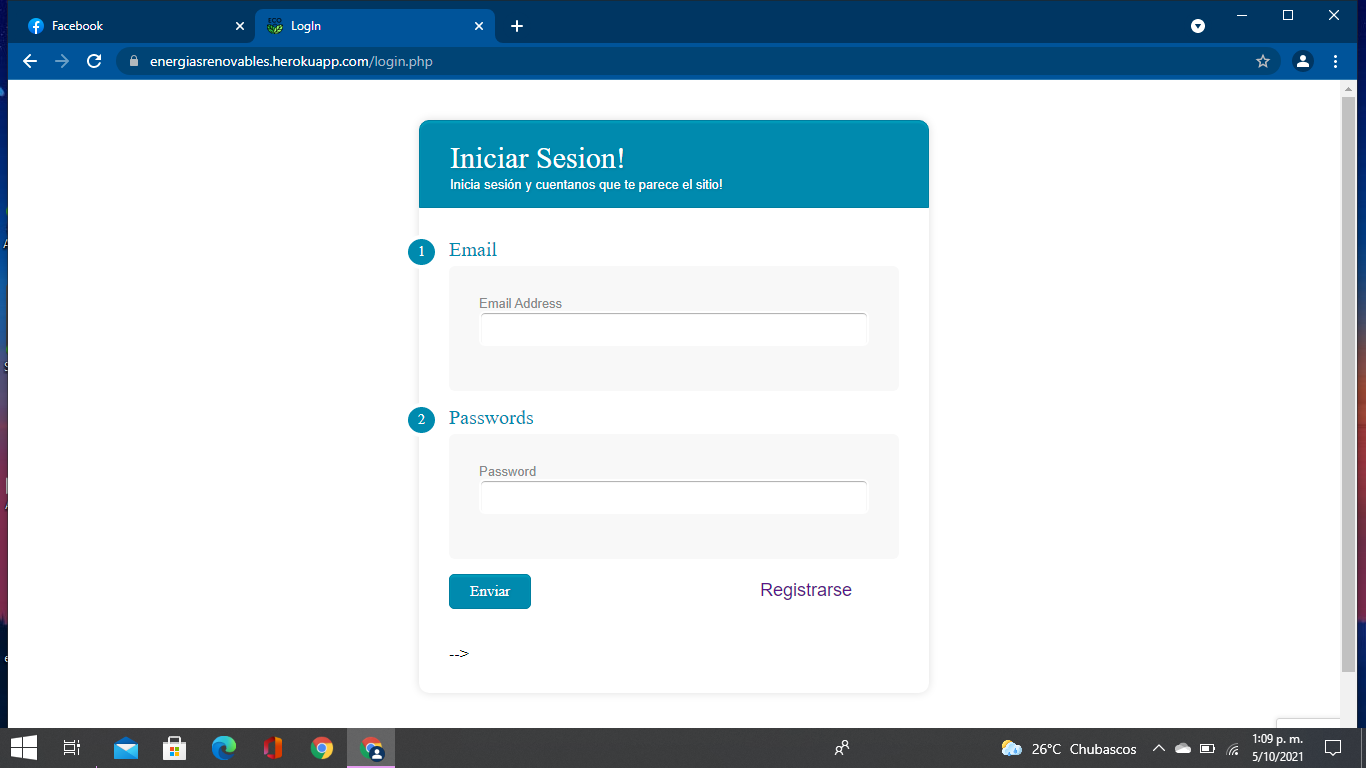 Facebook
ECO
LogIn
energiasrenovables.herokuapp.com/login.php
Iniciar Sesion!
Inicia sesión y cuentanos que te parece el sitio!
1
Email
Email Address
2
Passwords
Password
Enviar
Registrarse
-->
26°C Chubascos
1:09 p. m.
5/10/2021